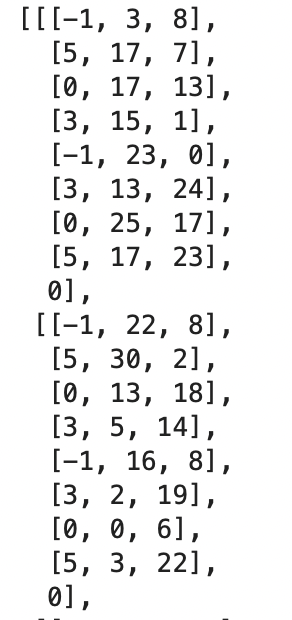 [[[-1, 3, 8],
[5, 17, 7],
[0, 17, 13],
[3, 15, 1],
[-1, 23, 0],
[3, 13, 24],
[0, 25, 17],
[5, 17, 23],
0],
[[-1, 22, 8],
[5, 30, 2],
[0, 13, 18],
[3, 5, 14],
[-1, 16, 8],
[3, 2, 19],
[0, 0, 6],
[5, 3, 22],
0],